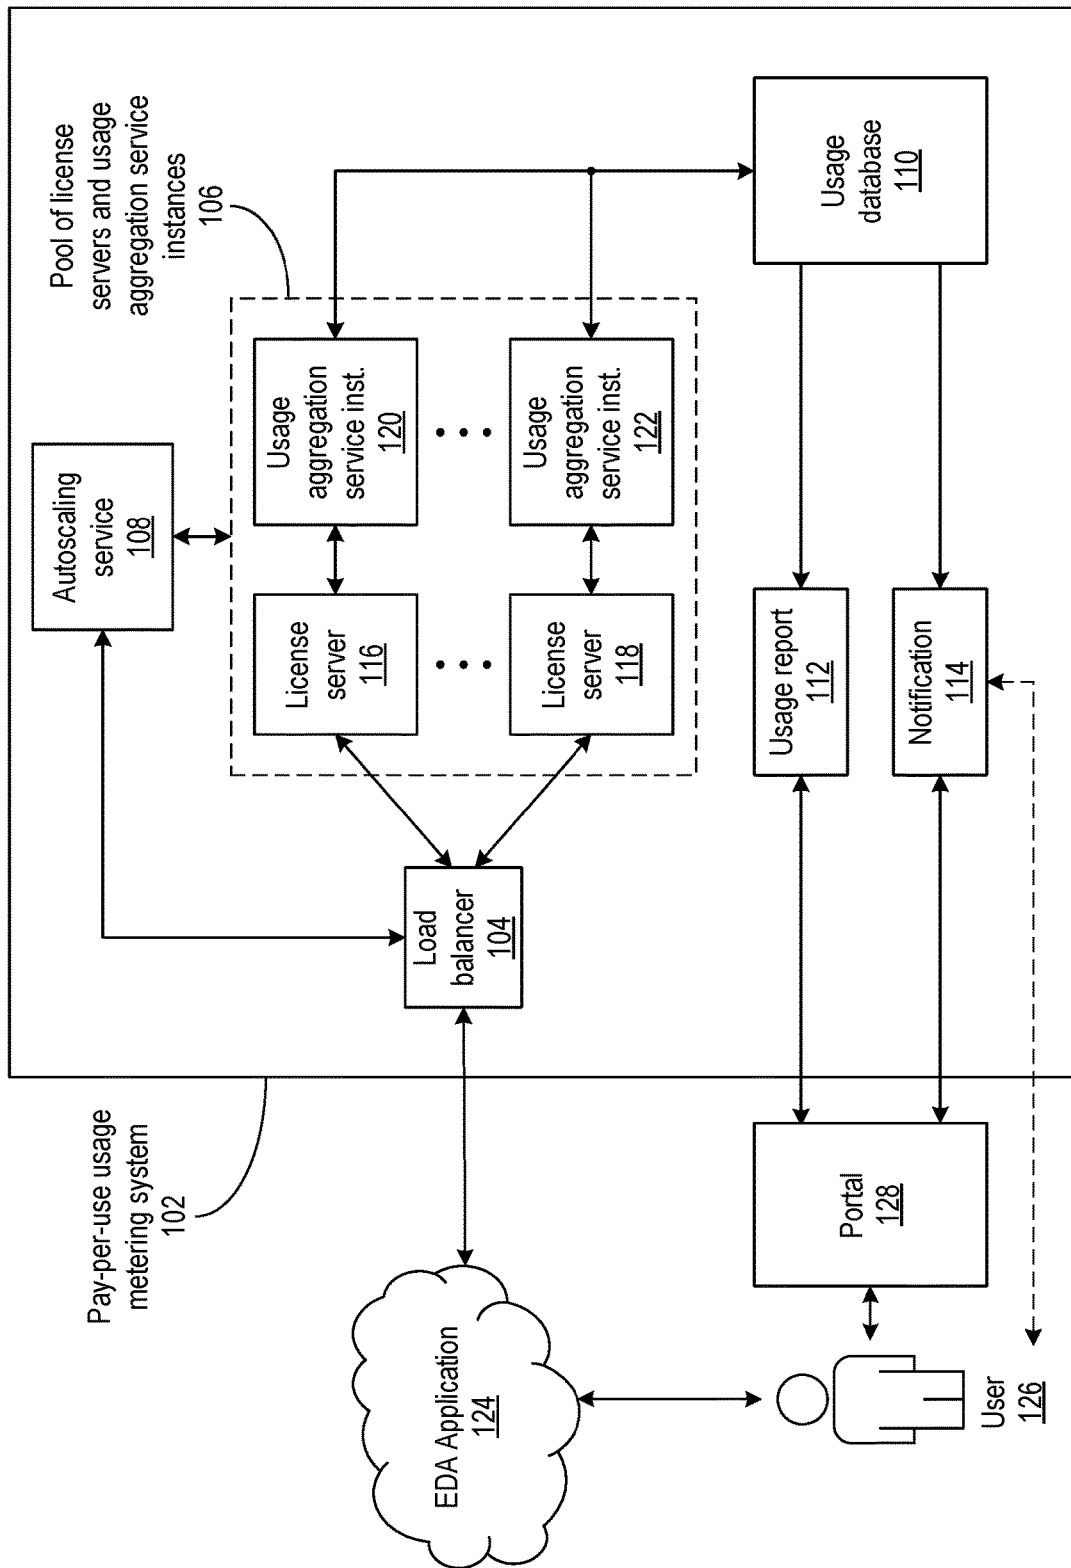 Pay-per-use usage
metering system
102
Pool of license
servers and usage
aggregation service
instances
106
Autoscaling
service
108
Load
balancer
104
License
server
116
Usage
aggregation
service inst.
120
License
server
118
Usage
aggregation
service inst.
122
Usage
database
110
Usage report
112
Notification
114
EDA Application
124
Portal
128
User
126